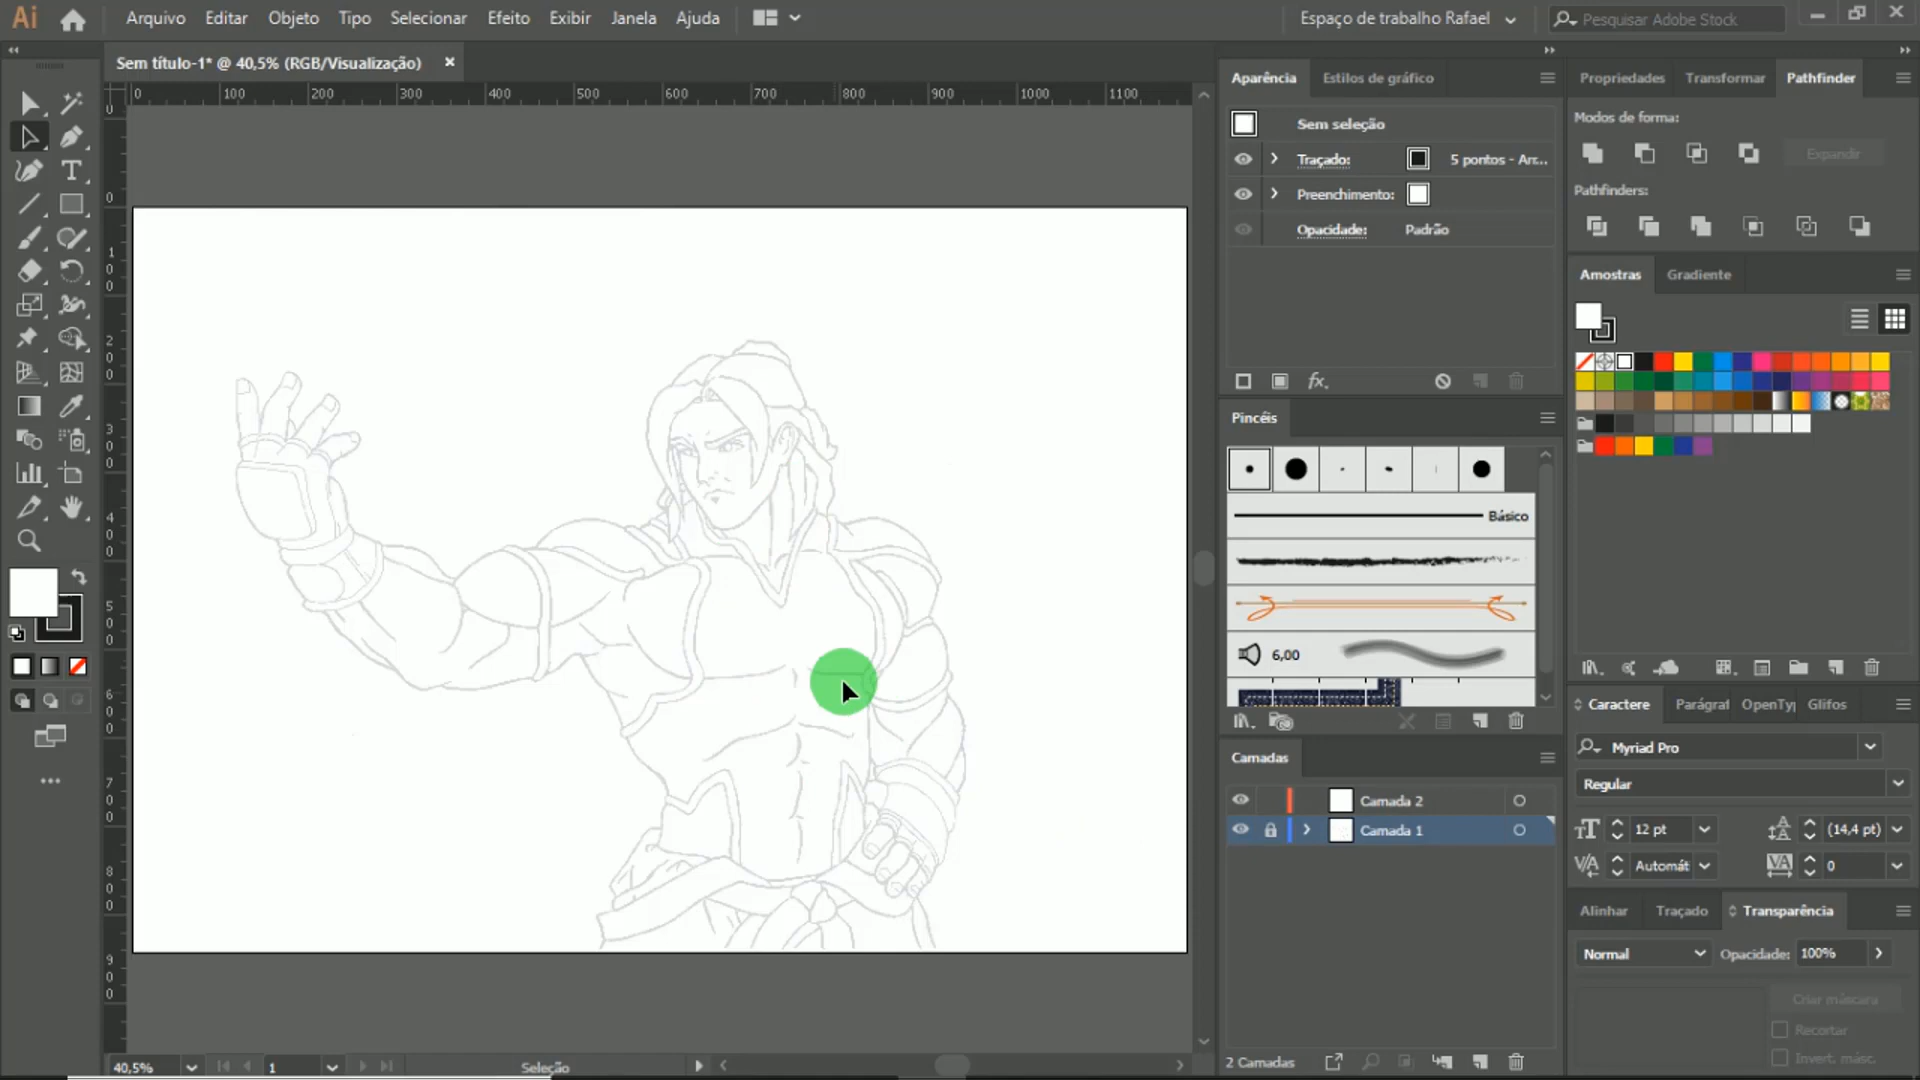 Ai
Arquivo Editar Objeto Tipo Selecionar Efeito Exibir Janela Ajuda
Espaço de trabalho Rafael
Pesquisar Adobe Stock
Sem título-1* @ 40,5% (RGB/Visualização)
0 100 200 300 400 500 600 700 800 900 1000 1100
Aparência Estilos de gráfico
Sem seleção
Traçado: 5 pontos - Arr...
Preenchimento:
Opacidade: Padrão
fx.
Pincéis
Básico
6,00
Camadas
Camada 2
Camada 1
2 Camadas
Propriedades Transformar Pathfinder
Modos de forma:
Expandir
Pathfinders:
Amostras Gradiente
Caractere Parágraf OpenTyp Glifos
Myriad Pro
Regular
12 pt (14,4 pt)
Automát 0
Alinhar Traçado Transparência
Normal Opacidade: 100%
Criar máscara
Recortar
Invert. másc.
40,5% 1 Seleção